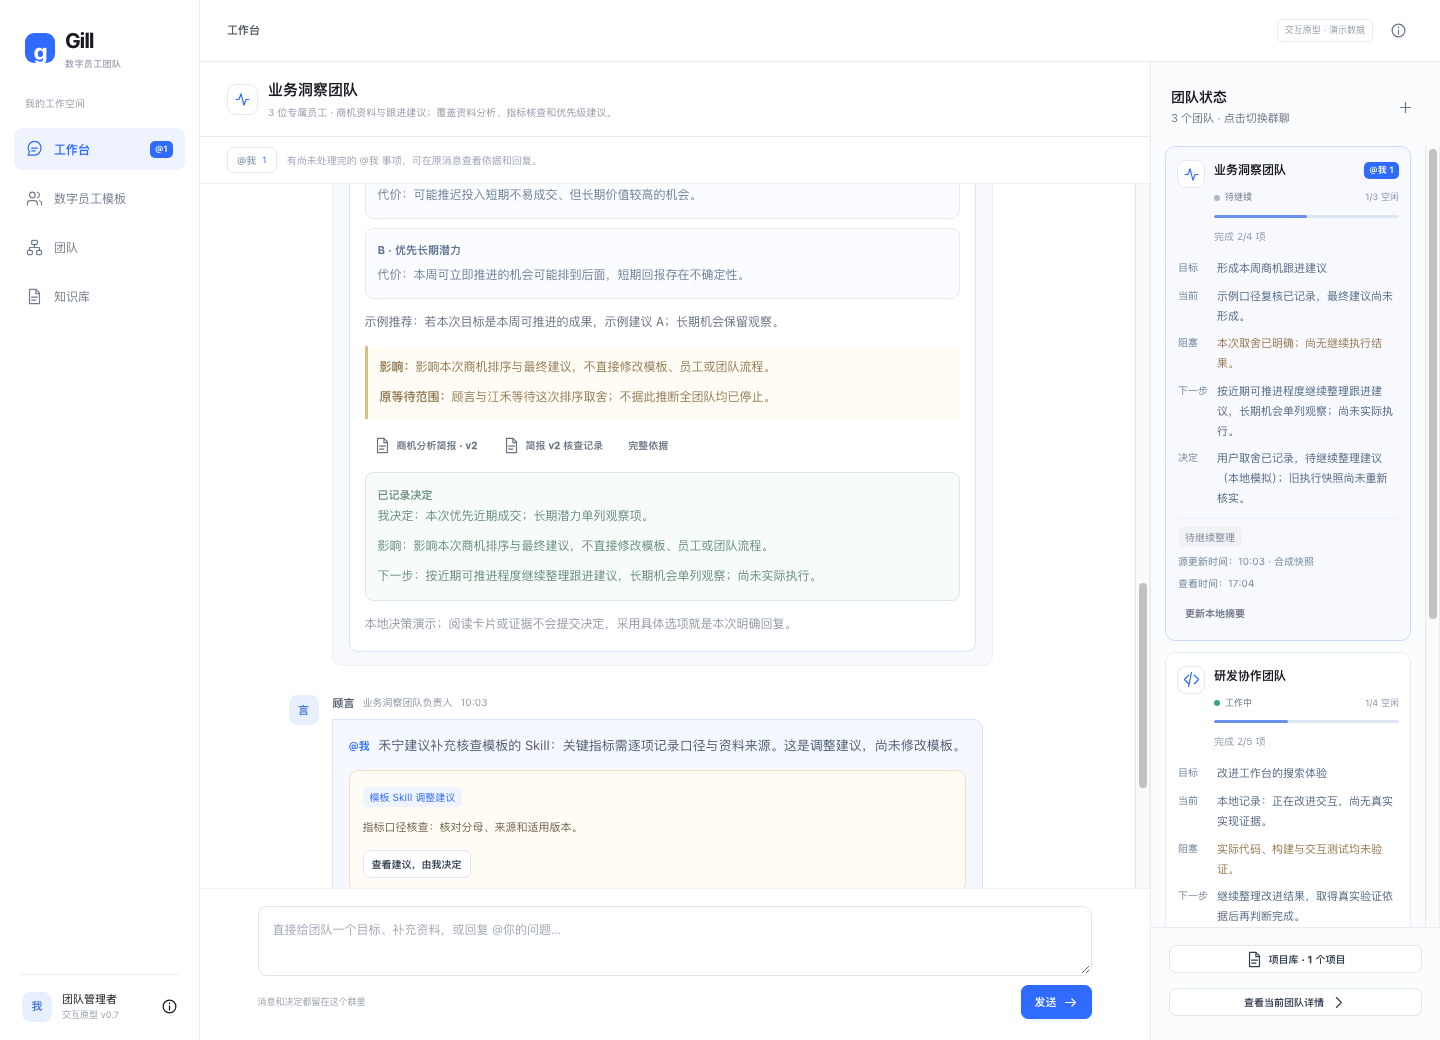 g
Gill
数字员工团队
我的工作空间
工作台
@1
数字员工模板
团队
知识库
我
团队管理者
交互原型 v0.7
工作台
交互原型 · 演示数据
业务洞察团队
3 位专属员工 · 商机资料与跟进建议；覆盖资料分析、指标核查和优先级建议。
@我 1
有尚未处理完的 @我 事项，可在原消息查看依据和回复。
代价：可能推迟投入短期不易成交、但长期价值较高的机会。
B · 优先长期潜力
代价：本周可立即推进的机会可能排到后面，短期回报存在不确定性。
示例推荐：若本次目标是本周可推进的成果，示例建议 A；长期机会保留观察。
影响：影响本次商机排序与最终建议，不直接修改模板、员工或团队流程。
原等待范围：顾言与江禾等待这次排序取舍；不据此推断全团队均已停止。
商机分析简报 · v2
简报 v2 核查记录
完整依据
已记录决定
我决定：本次优先近期成交；长期潜力单列观察项。
影响：影响本次商机排序与最终建议，不直接修改模板、员工或团队流程。
下一步：按近期可推进程度继续整理跟进建议，长期机会单列观察；尚未实际执行。
本地决策演示；阅读卡片或证据不会提交决定，采用具体选项就是本次明确回复。
言
顾言 业务洞察团队负责人 10:03
@我 禾宁建议补充核查模板的 Skill：关键指标需逐项记录口径与资料来源。这是调整建议，尚未修改模板。
模板 Skill 调整建议
指标口径核查：核对分母、来源和适用版本。
查看建议，由我决定
直接给团队一个目标、补充资料，或回复 @你的问题...
消息和决定都留在这个群里
发送
团队状态
3 个团队 · 点击切换群聊
业务洞察团队
@我 1
待继续
1/3 空闲
完成 2/4 项
目标 形成本周商机跟进建议
当前 示例口径复核已记录，最终建议尚未
形成。
阻塞 本次取舍已明确；尚无继续执行结
果。
下一步 按近期可推进程度继续整理跟进建
议，长期机会单列观察；尚未实际执
行。
决定 用户取舍已记录，待继续整理建议
（本地模拟）；旧执行快照尚未重新
核实。
待继续整理
源更新时间：10:03 · 合成快照
查看时间：17:04
更新本地摘要
研发协作团队
工作中
1/4 空闲
完成 2/5 项
目标 改进工作台的搜索体验
当前 本地记录：正在改进交互，尚无真实
实现证据。
阻塞 实际代码、构建与交互测试均未验
证。
下一步 继续整理改进结果，取得真实验证依
据后再判断完成。
项目库 · 1 个项目
查看当前团队详情